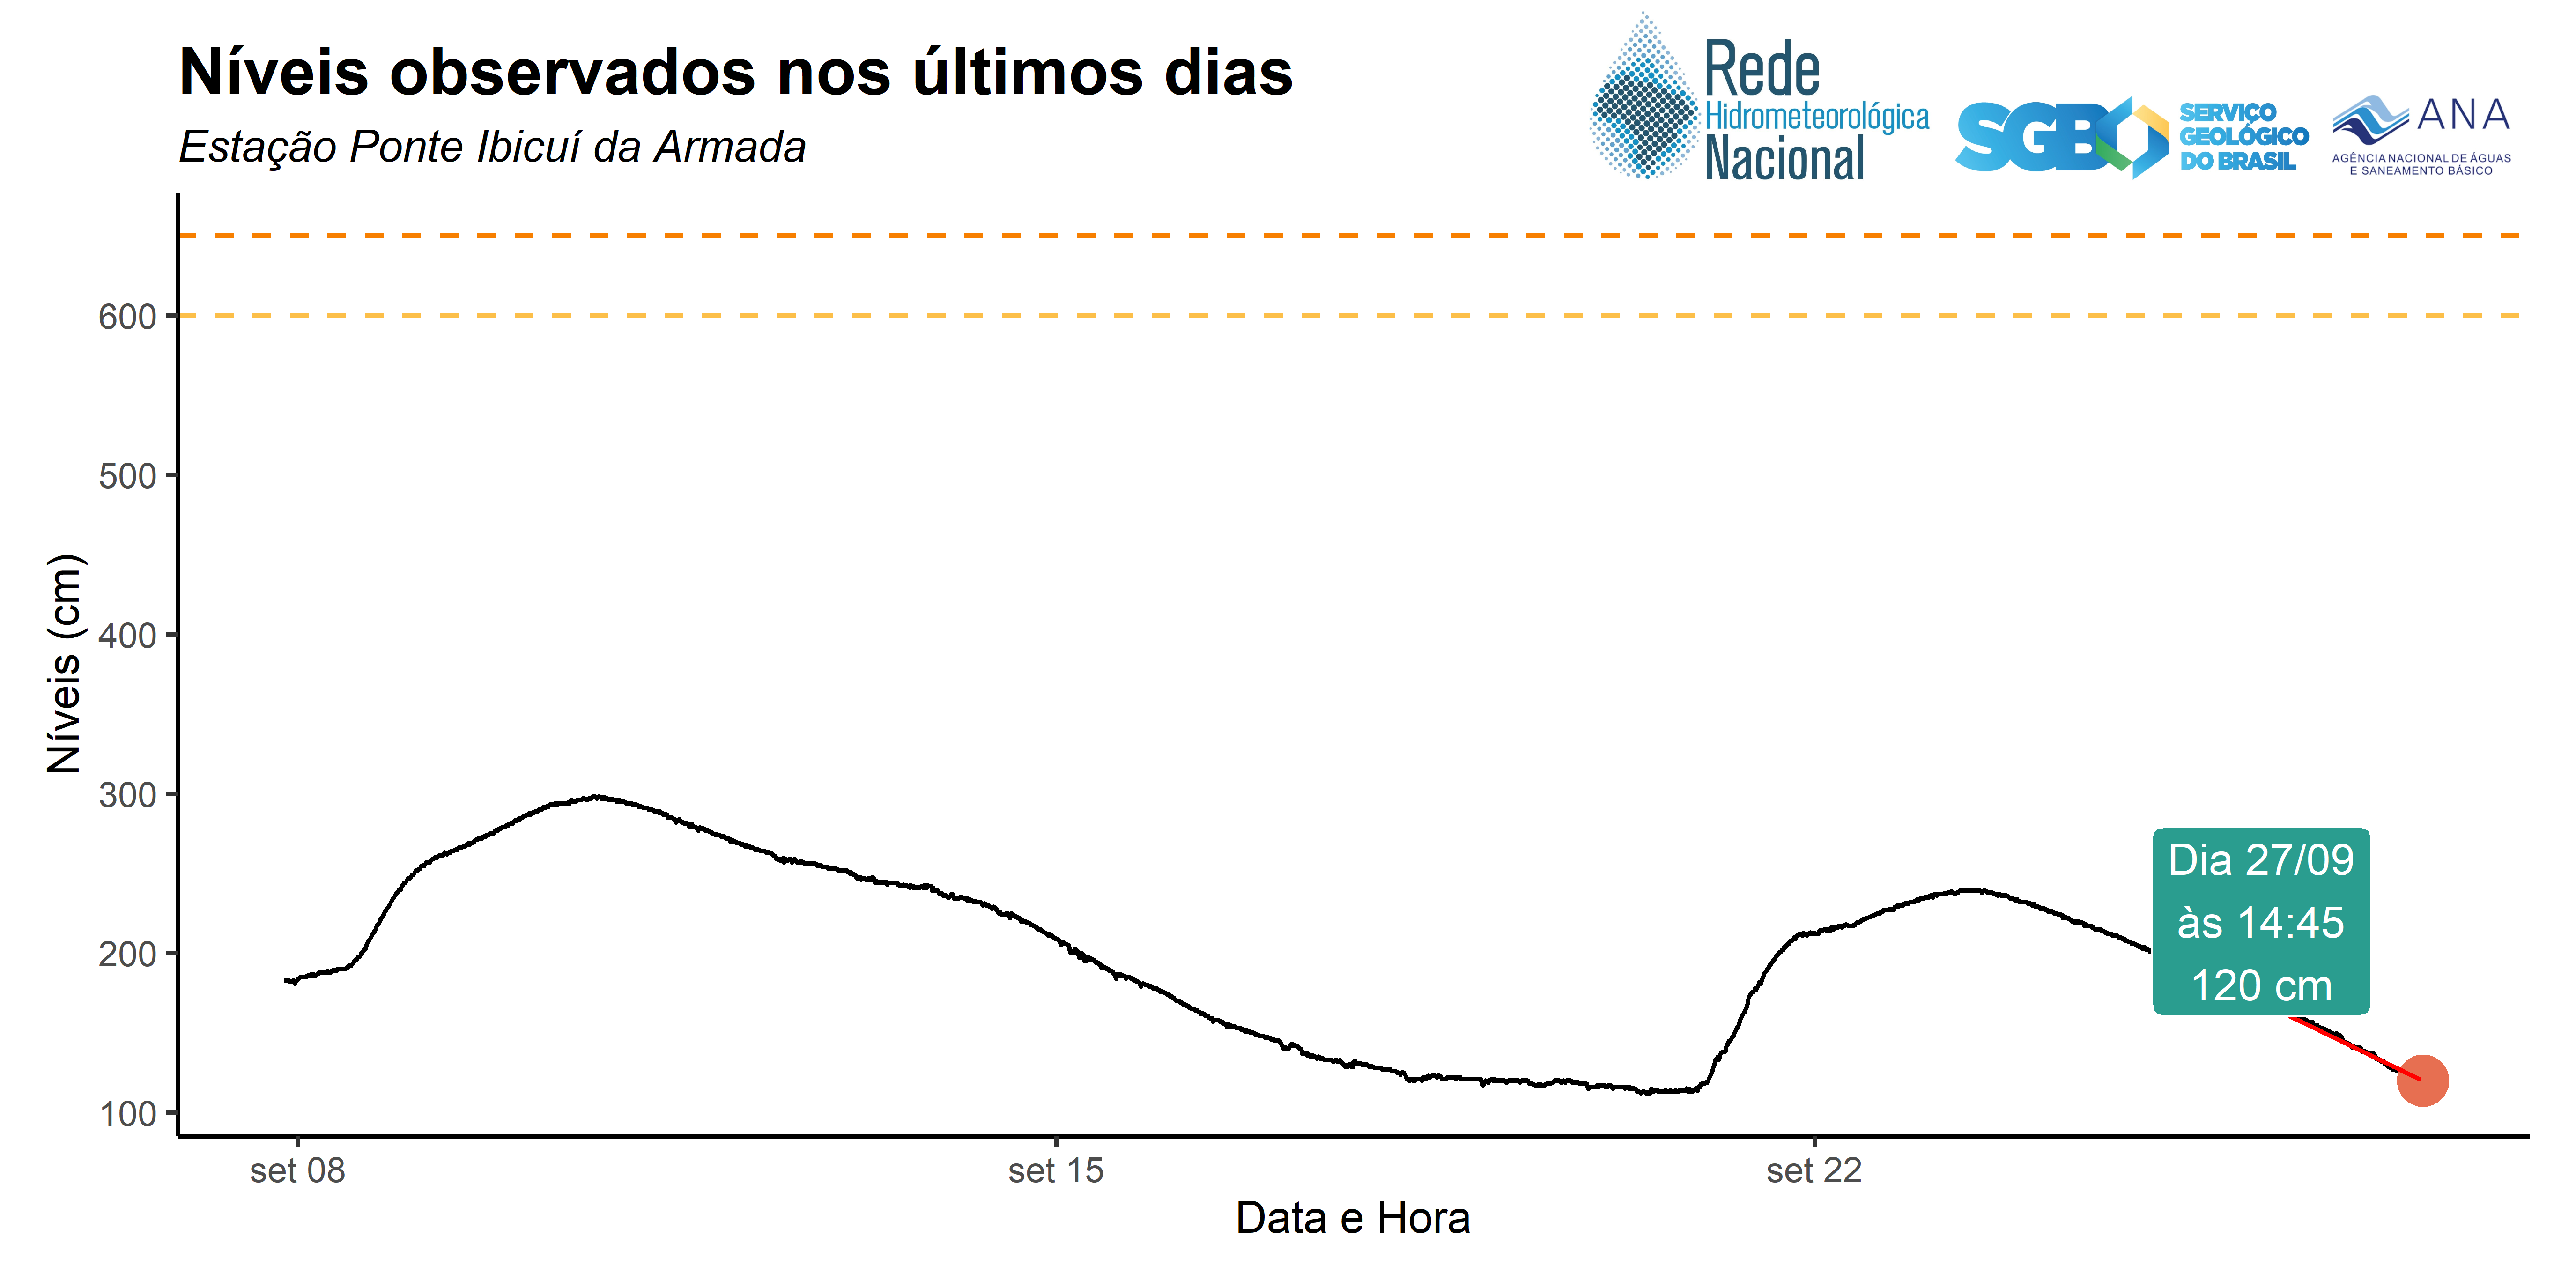 Níveis observados nos últimos dias
Estação Ponte Ibicuí da Armada
Rede
Hidrometeorológica
Nacional
SGB
SERVIÇO
GEOLÓGICO
DO BRASIL
ANA
AGÊNCIA NACIONAL DE ÁGUAS
E SANEAMENTO BÁSICO
Níveis (cm)
600
500
400
300
200
100
Dia 27/09
às 14:45
120 cm
set 08
set 15
set 22
Data e Hora